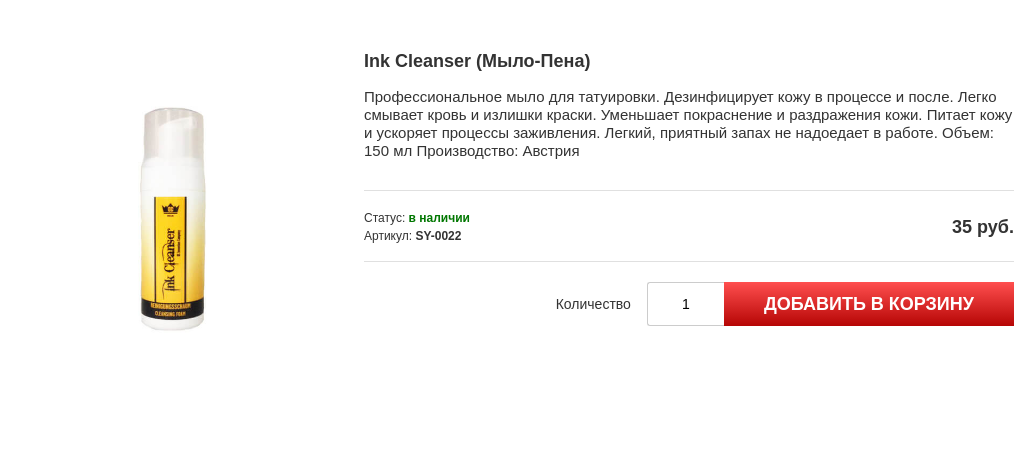 Ink Cleanser (Мыло-Пена)
Профессиональное мыло для татуировки. Дезинфицирует кожу в процессе и после. Легко
смывает кровь и излишки краски. Уменьшает покраснение и раздражения кожи. Питает кожу
и ускоряет процессы заживления. Легкий, приятный запах не надоедает в работе. Объем:
150 мл Производство: Австрия
Статус: в наличии
Артикул: SY-0022
35 руб.
Количество
1
ДОБАВИТЬ В КОРЗИНУ
Ink Cleanser
REINIGUNGSSCHAUM
CLEANSING FOAM